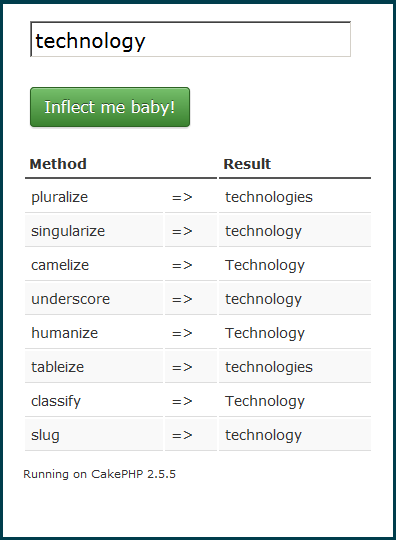 technology
Inflect me baby!
Method Result
pluralize => technologies
singularize => technology
camelize => Technology
underscore => technology
humanize => Technology
tableize => technologies
classify => Technology
slug => technology
Running on CakePHP 2.5.5